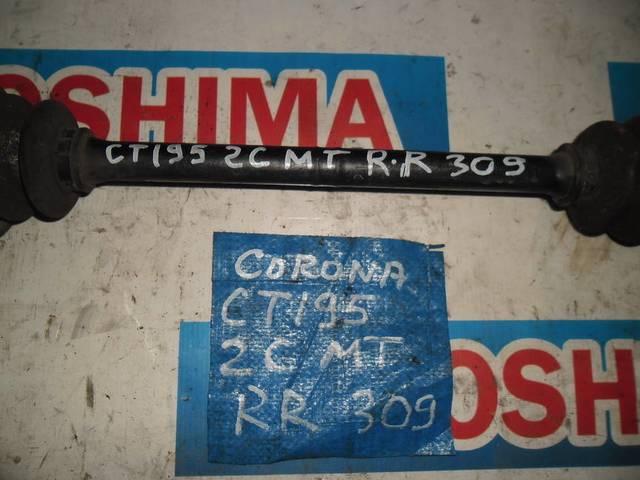 OSHIMA
CT195 2C MT R.R 309
CORONA
CT195
2C MT
RR 309
OSH